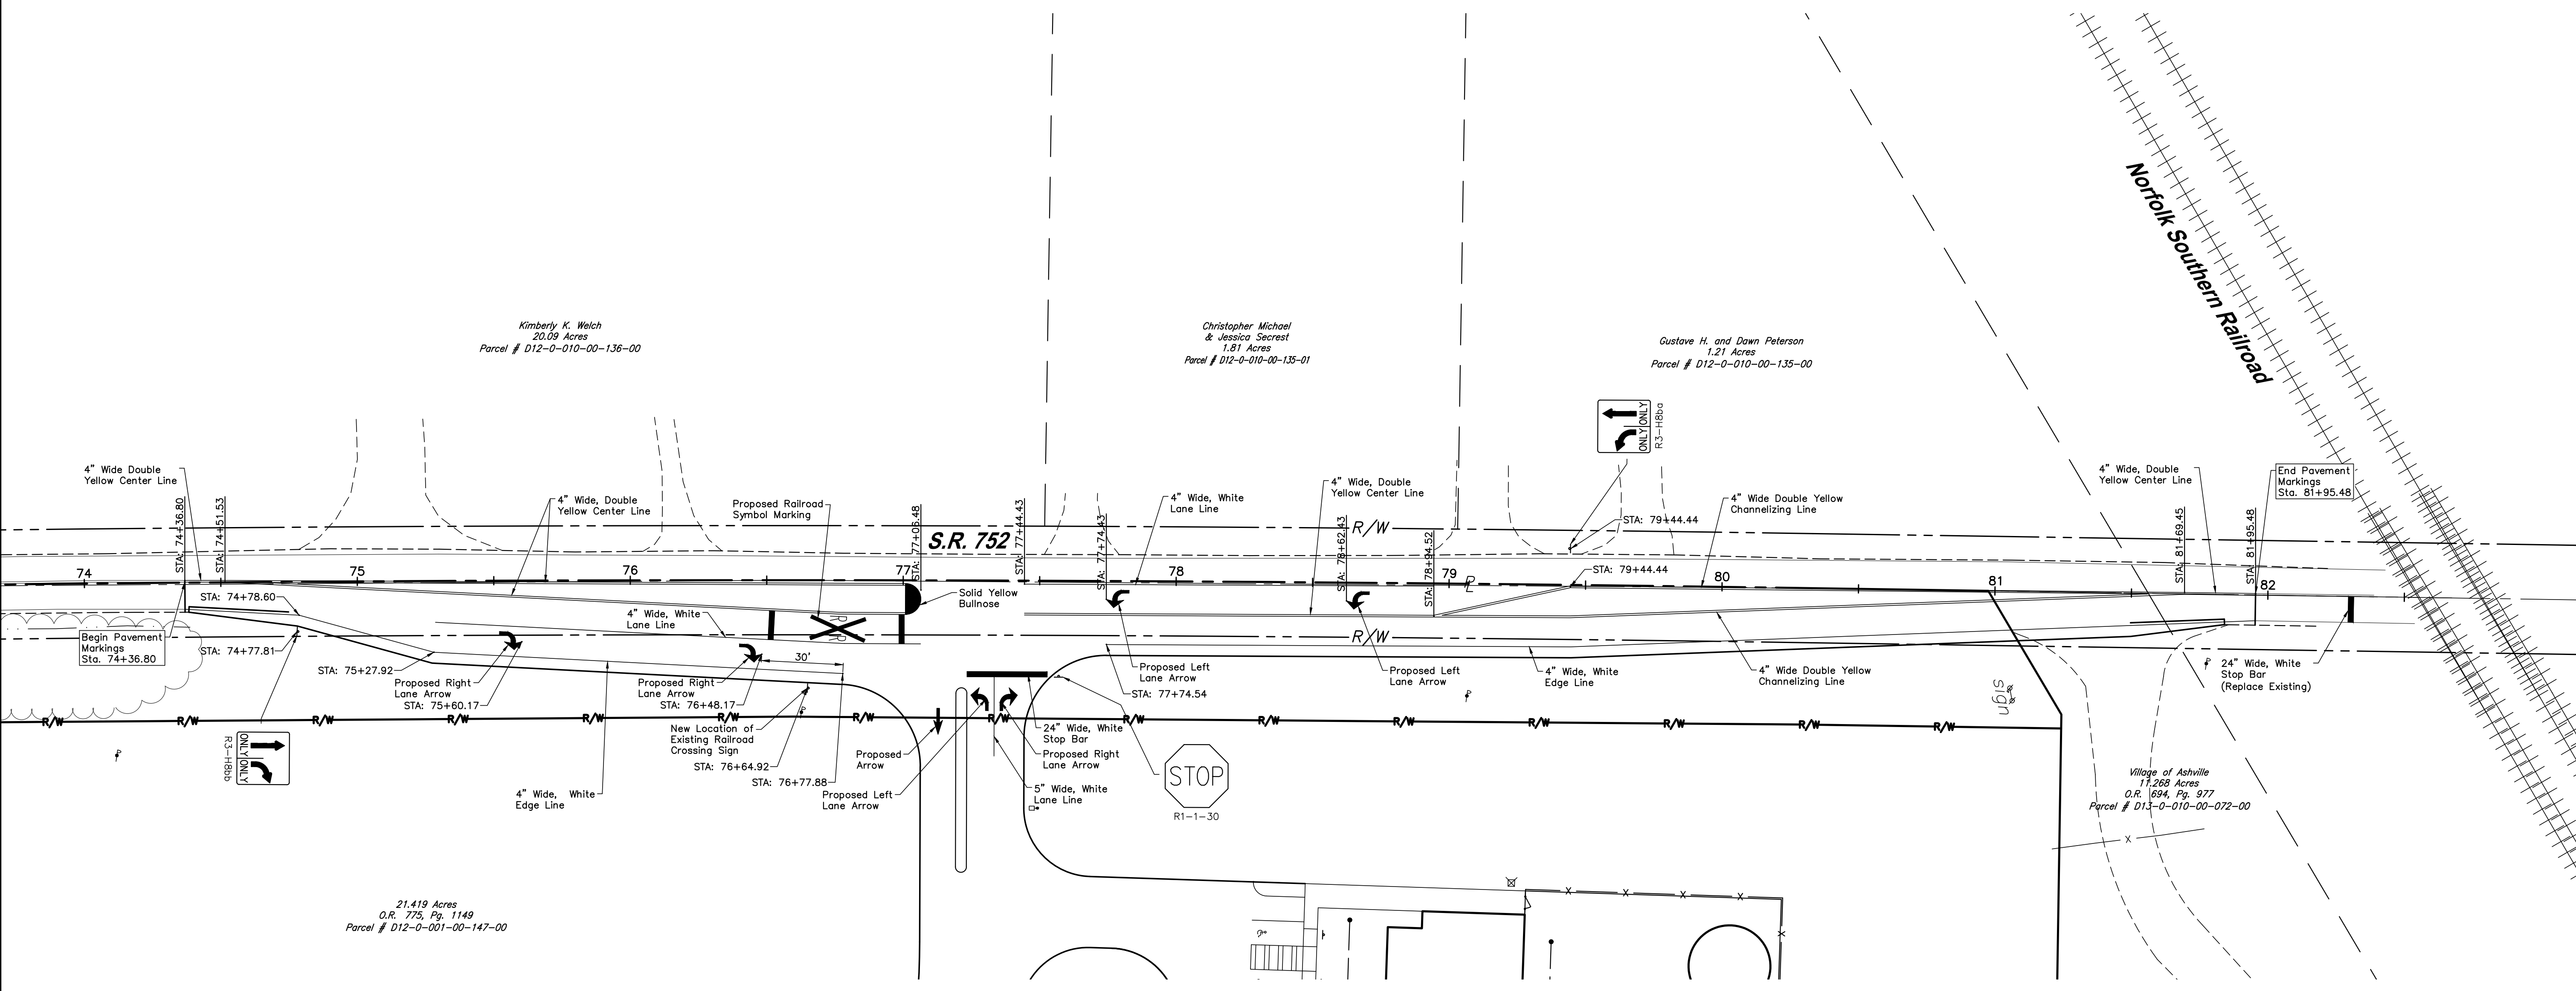 Norfolk Southern Railroad
Kimberly K. Welch
20.09 Acres
Parcel # D12-0-010-00-136-00
Christopher Michael
& Jessica Secrest
1.81 Acres
Parcel # D12-0-010-00-135-01
Gustave H. and Dawn Peterson
1.21 Acres
Parcel # D12-0-010-00-135-00
ONLY
ONLY
R3-H8ba
4" Wide Double
Yellow Center Line
STA: 74+36.80
STA: 74+51.53
4" Wide, Double
Yellow Center Line
Proposed Railroad
Symbol Marking
STA: 77+06.48
S.R. 752
STA: 77+44.43
STA: 77+74.43
4" Wide, White
Lane Line
4" Wide, Double
Yellow Center Line
STA: 78+62.43
R/W
STA: 78+94.52
STA: 79+44.44
4" Wide Double Yellow
Channelizing Line
4" Wide, Double
Yellow Center Line
STA: 81+69.45
STA: 81+95.48
End Pavement
Markings
Sta. 81+95.48
74
75
76
77
78
79
80
81
82
STA: 79+44.44
STA: 74+78.60
Solid Yellow
Bullnose
4" Wide, White
Lane Line
R R
R/W
Begin Pavement
Markings
Sta. 74+36.80
STA: 74+77.81
STA: 75+27.92
Proposed Right
Lane Arrow
STA: 75+60.17
30'
Proposed Right
Lane Arrow
STA: 76+48.17
Proposed Left
Lane Arrow
STA: 77+74.54
Proposed Left
Lane Arrow
4" Wide, White
Edge Line
4" Wide Double Yellow
Channelizing Line
sign
24" Wide, White
Stop Bar
(Replace Existing)
R/W R/W R/W R/W R/W R/W R/W R/W R/W R/W R/W R/W R/W R/W R/W
ONLY
ONLY
R3-H8bb
New Location of
Existing Railroad
Crossing Sign
STA: 76+64.92
STA: 76+77.88
4" Wide, White
Edge Line
Proposed
Arrow
Proposed Left
Lane Arrow
24" Wide, White
Stop Bar
Proposed Right
Lane Arrow
5" Wide, White
Lane Line
STOP
R1-1-30
Village of Ashville
11.268 Acres
O.R. 694, Pg. 977
Parcel # D13-0-010-00-072-00
21.419 Acres
O.R. 775, Pg. 1149
Parcel # D12-0-001-00-147-00